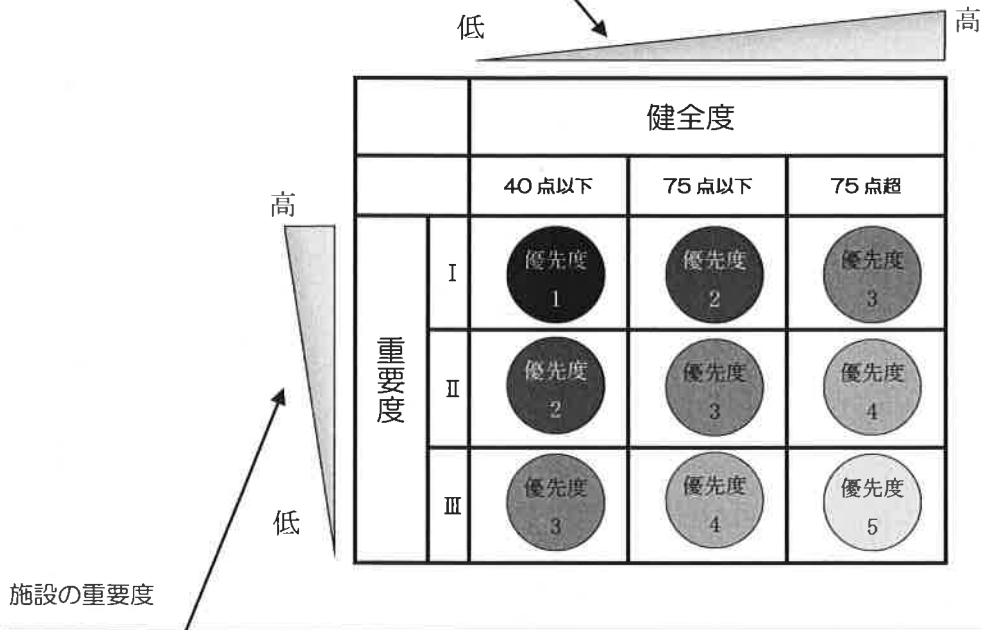 低
高
健全度
40点以下 75点以下 75点超
高
重要度
低
I 優先度 1 優先度 2 優先度 3
II 優先度 2 優先度 3 優先度 4
III 優先度 3 優先度 4 優先度 5
施設の重要度